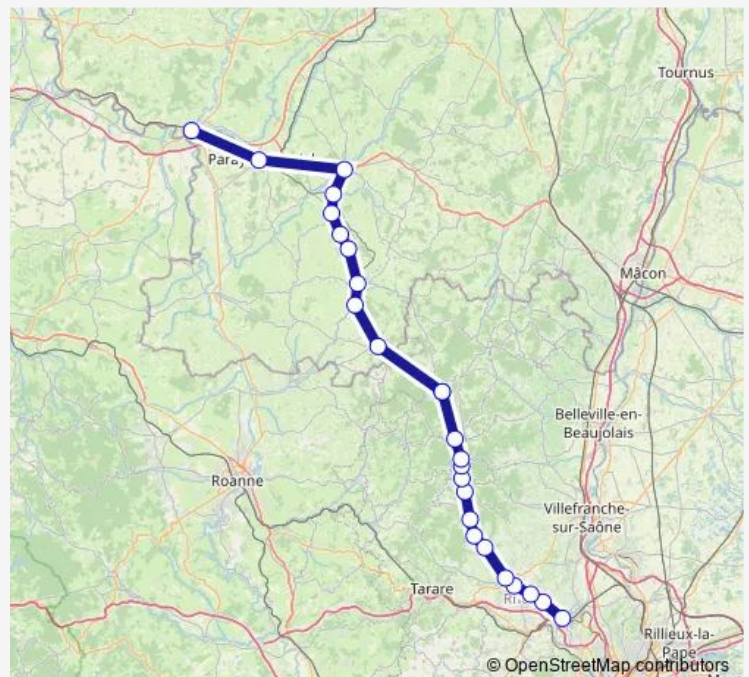 Tournus
Mâcon
Belleville-en-
Beaujolais
Roanne
Villefranche-
sur-Saône
Tarare
Rillieux-la-
Pape
© OpenStreetMap contributors